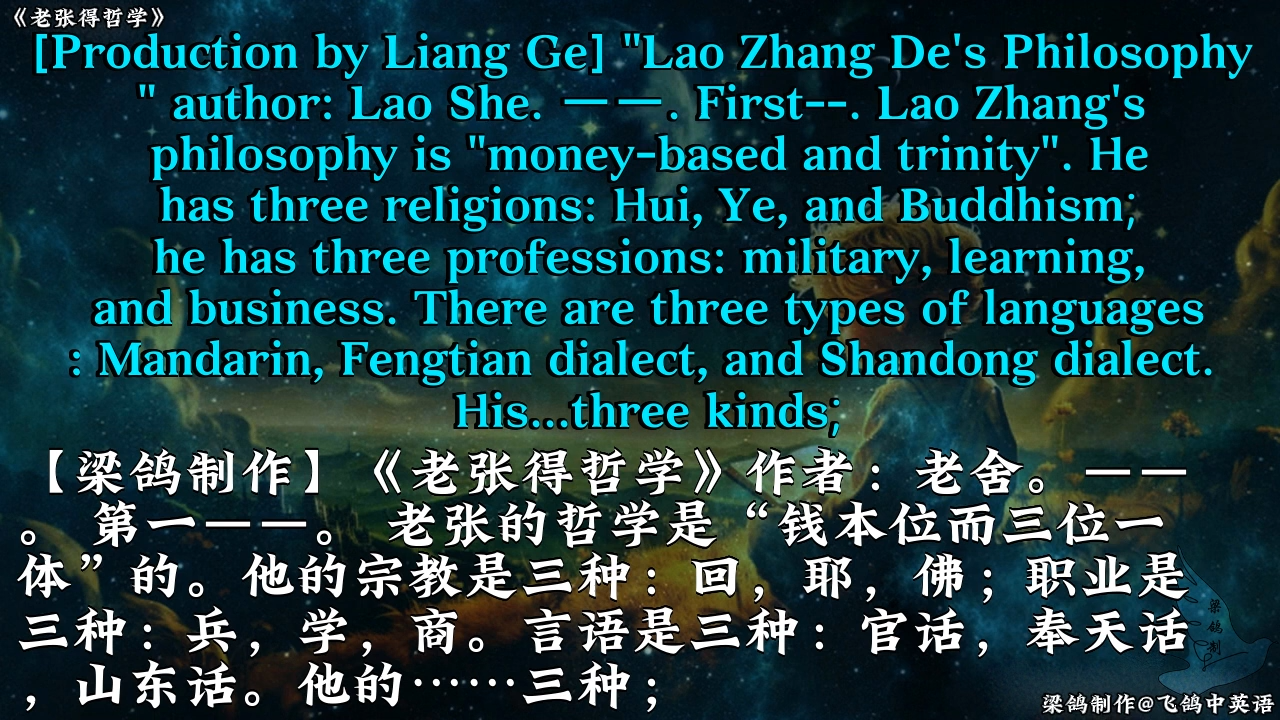 《老张得哲学》
[Production by Liang Ge] "Lao Zhang De's Philosophy
" author: Lao She. 一一. First--. Lao Zhang's
philosophy is "money-based and trinity". He
has three religions: Hui, Ye, and Buddhism;
he has three professions: military, learning,
and business. There are three types of languages
: Mandarin, Fengtian dialect, and Shandong dialect.
His...three kinds;
【梁鸽制作】《老张得哲学》作者：老舍。一一
。第一一一。老张的哲学是“钱本位而三位一
体”的。他的宗教是三种：回，耶，佛；职业是
三种：兵，学，商。言语是三种：官话，奉天话
，山东话。他的……三种；
梁鸽制
梁鸽制作@飞鸽中英语